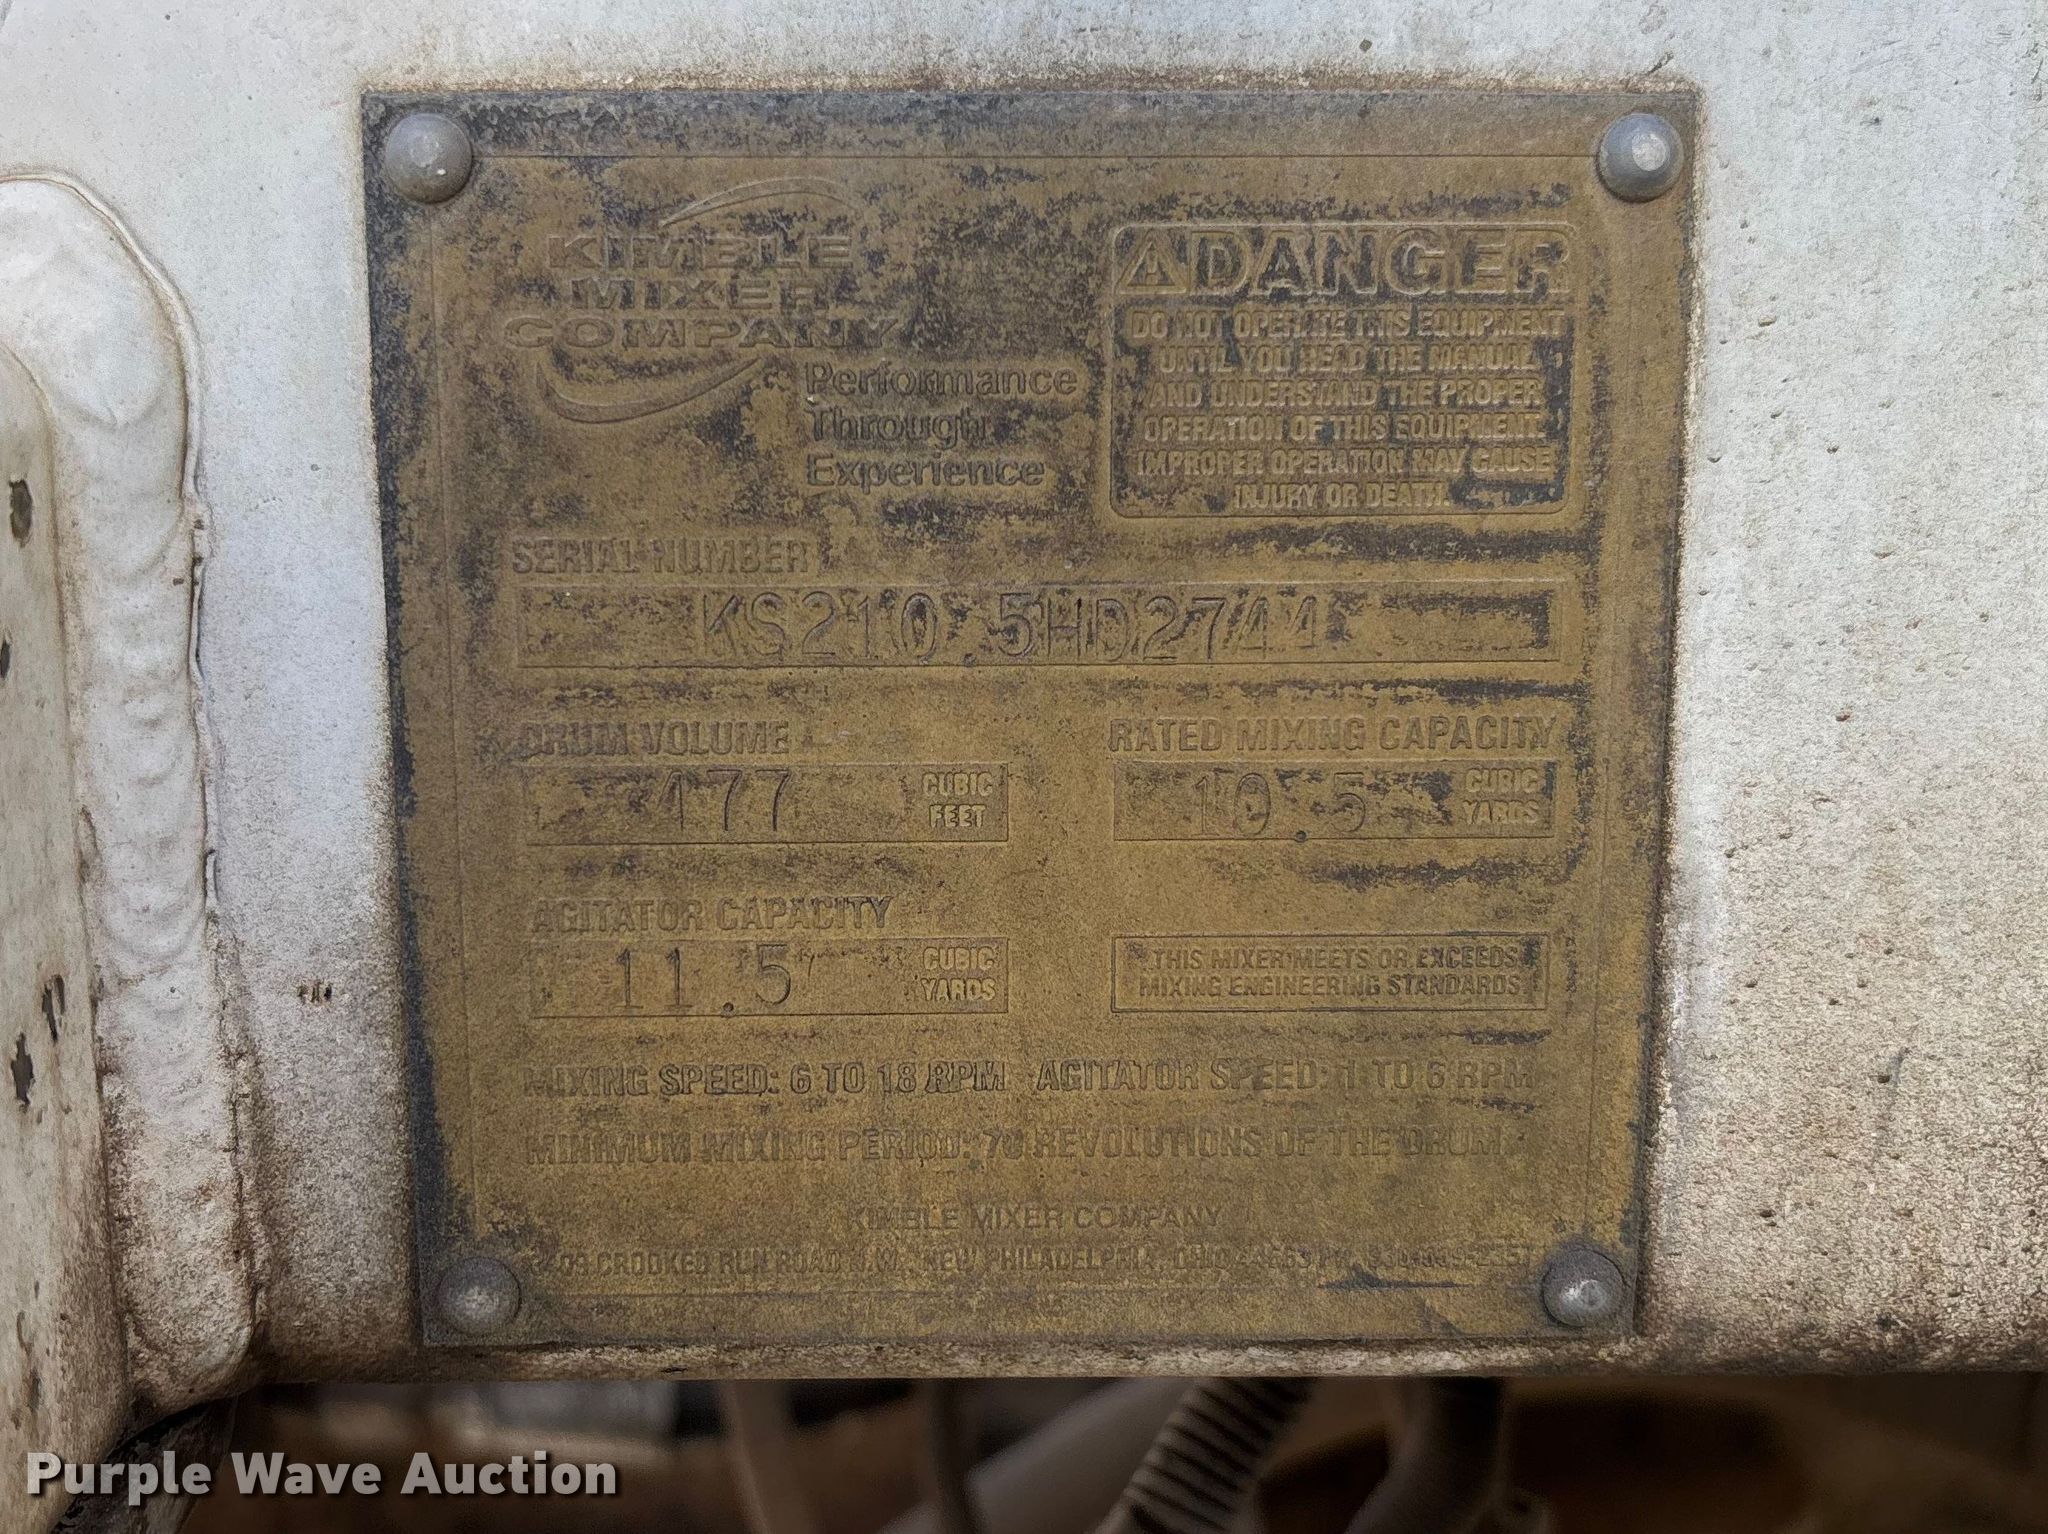 KIMBLE
MIXER
COMPANY
Performance
Through
Experience
DANGER
DO NOT OPERATE THIS EQUIPMENT
UNTIL YOU READ THE MANUAL
AND UNDERSTAND THE PROPER
OPERATION OF THIS EQUIPMENT.
IMPROPER OPERATION MAY CAUSE
INJURY OR DEATH.
SERIAL NUMBER
KS210.5HD2744
DRUM VOLUME
477 CUBIC FEET
RATED MIXING CAPACITY
10.5 CUBIC YARDS
AGITATOR CAPACITY
11.5 CUBIC YARDS
THIS MIXER MEETS OR EXCEEDS
MIXING ENGINEERING STANDARDS
MIXING SPEED: 6 TO 18 RPM AGITATOR SPEED: 1 TO 6 RPM
MINIMUM MIXING PERIOD: 70 REVOLUTIONS OF THE DRUM
KIMBLE MIXER COMPANY
CROOKED RUN ROAD N.W., NEW PHILADELPHIA, OHIO
Purple Wave Auction